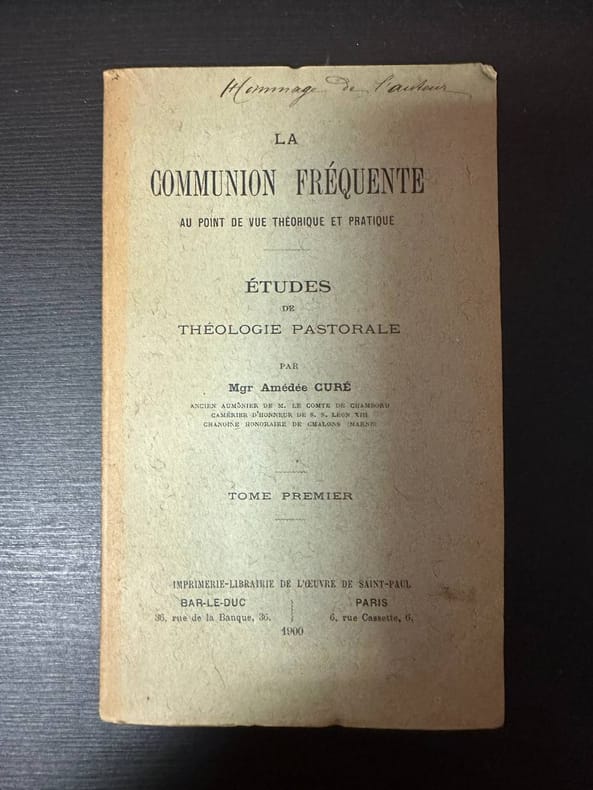 Hommage de l'auteur
LA
COMMUNION FRÉQUENTE
AU POINT DE VUE THÉORIQUE ET PRATIQUE
ÉTUDES
DE
THÉOLOGIE PASTORALE
PAR
Mgr Amédée CURÉ
ANCIEN AUMÔNIER DE M. LE COMTE DE CHAMBORD
CAMÉRIER D'HONNEUR DE S. S. LÉON XIII
CHANOINE HONORAIRE DE CHALONS (MARNE)
TOME PREMIER
IMPRIMERIE-LIBRAIRIE DE L'ŒUVRE DE SAINT-PAUL
BAR-LE-DUC PARIS
36, rue de la Banque, 36. 6, rue Cassette, 6,
1900